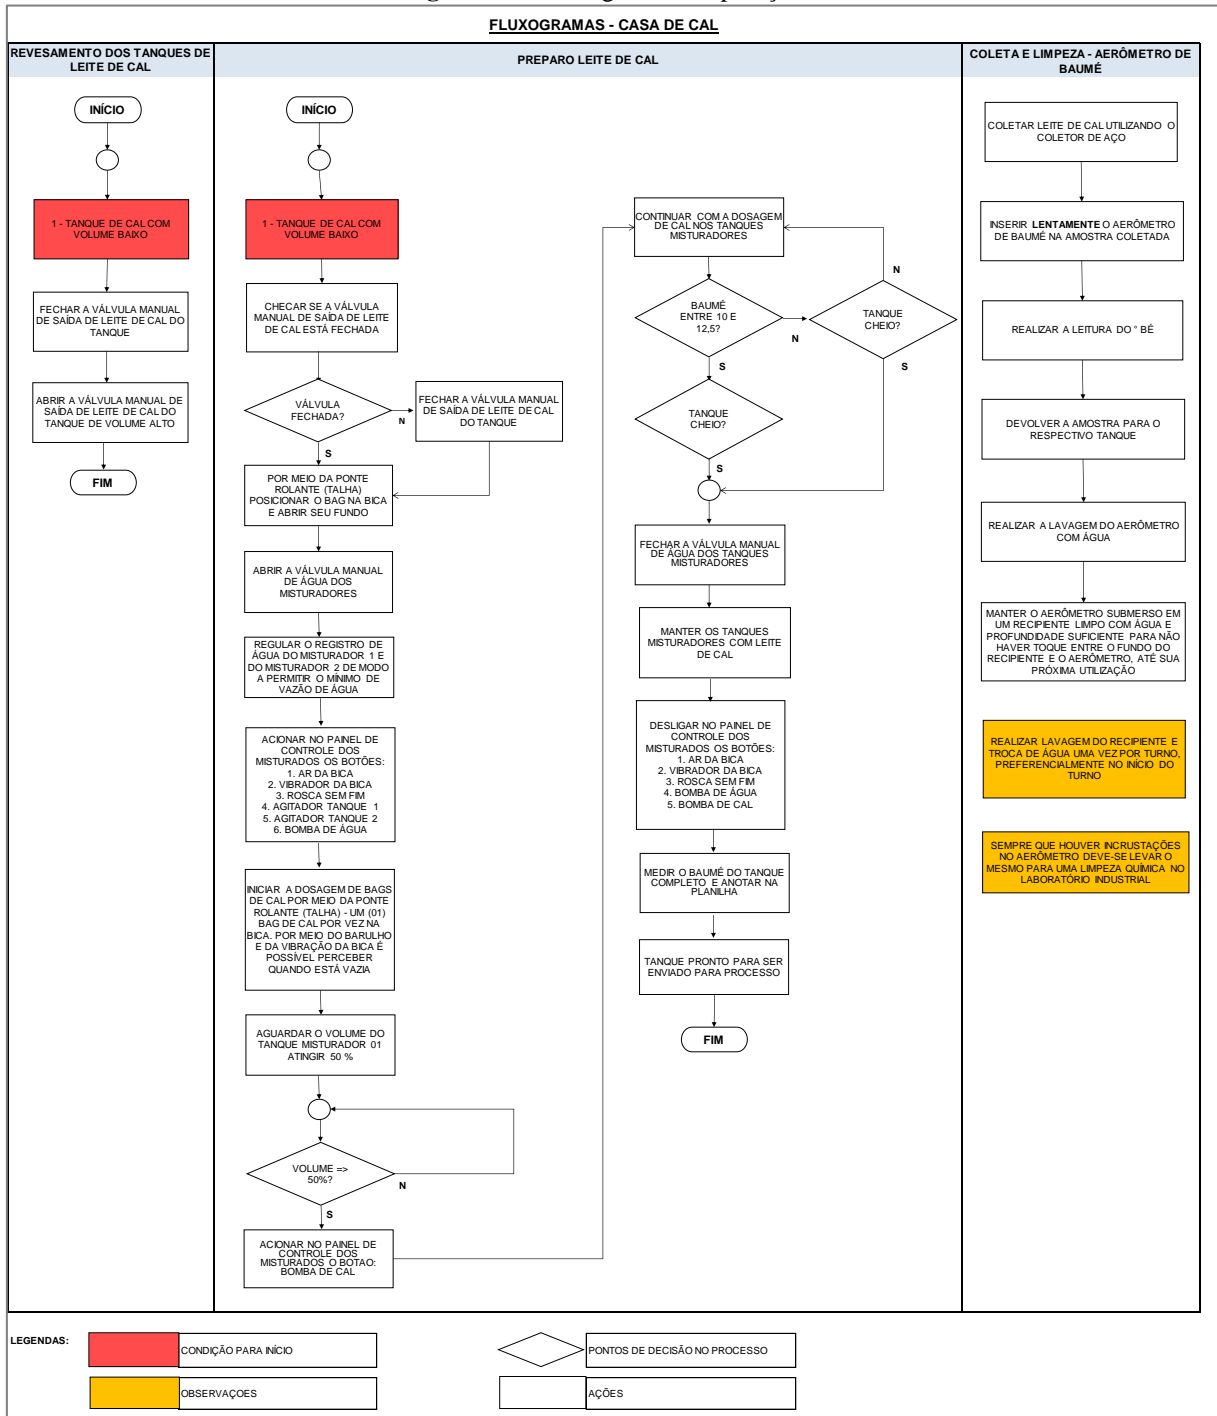 FLUXOGRAMAS - CASA DE CAL
REVESAMENTO DOS TANQUES DE
LEITE DE CAL
INÍCIO
1 - TANQUE DE CAL COM
VOLUME BAIXO
FECHAR A VÁLVULA MANUAL
DE SAÍDA DE LEITE DE CAL DO
TANQUE
ABRIR A VÁLVULA MANUAL DE
SAÍDA DE LEITE DE CAL DO
TANQUE DE VOLUME ALTO
FIM
PREPARO LEITE DE CAL
INÍCIO
1 - TANQUE DE CAL COM
VOLUME BAIXO
CHECAR SE A VÁLVULA
MANUAL DE SAÍDA DE LEITE
DE CAL ESTÁ FECHADA
VÁLVULA
FECHADA?
N
FECHAR A VÁLVULA MANUAL
DE SAÍDA DE LEITE DE CAL
DO TANQUE
S
POR MEIO DA PONTE
ROLANTE (TALHA)
POSICIONAR O BAG NA BICA
E ABRIR SEU FUNDO
ABRIR A VÁLVULA MANUAL
DE ÁGUA DOS
MISTURADORES
REGULAR O REGISTRO DE
ÁGUA DO MISTURADOR 1 E
DO MISTURADOR 2 DE MODO
A PERMITIR O MÍNIMO DE
VAZÃO DE ÁGUA
ACIONAR NO PAINEL DE
CONTROLE DOS
MISTURADOS OS BOTÕES:
1. AR DA BICA
2. VIBRADOR DA BICA
3. ROSCA SEM FIM
4. AGITADOR TANQUE 1
5. AGITADOR TANQUE 2
6. BOMBA DE ÁGUA
INICIAR A DOSAGEM DE BAGS
DE CAL POR MEIO DA PONTE
ROLANTE (TALHA) - UM (01)
BAG DE CAL POR VEZ NA
BICA. POR MEIO DO BARULHO
E DA VIBRAÇÃO DA BICA É
POSSÍVEL PERCEBER
QUANDO ESTÁ VAZIA
AGUARDAR O VOLUME DO
TANQUE MISTURADOR 01
ATINGIR 50 %
VOLUME =>
50%?
N
S
ACIONAR NO PAINEL DE
CONTROLE DOS
MISTURADOS O BOTAO:
BOMBA DE CAL
CONTINUAR COM A DOSAGEM
DE CAL NOS TANQUES
MISTURADORES
N
BAUMÉ
ENTRE 10 E
12,5?
N
TANQUE
CHEIO?
S
S
TANQUE
CHEIO?
S
FECHAR A VÁLVULA MANUAL
DE ÁGUA DOS TANQUES
MISTURADORES
MANTER OS TANQUES
MISTURADORES COM LEITE
DE CAL
DESLIGAR NO PAINEL DE
CONTROLE DOS
MISTURADOS OS BOTÕES:
1. AR DA BICA
2. VIBRADOR DA BICA
3. ROSCA SEM FIM
4. BOMBA DE ÁGUA
5. BOMBA DE CAL
MEDIR O BAUMÉ DO TANQUE
COMPLETO E ANOTAR NA
PLANILHA
TANQUE PRONTO PARA SER
ENVIADO PARA PROCESSO
FIM
COLETA E LIMPEZA - AERÔMETRO DE
BAUMÉ
COLETAR LEITE DE CAL UTILIZANDO O
COLETOR DE AÇO
INSERIR LENTAMENTE O AERÔMETRO
DE BAUMÉ NA AMOSTRA COLETADA
REALIZAR A LEITURA DO ° BÉ
DEVOLVER A AMOSTRA PARA O
RESPECTIVO TANQUE
REALIZAR A LAVAGEM DO AERÔMETRO
COM ÁGUA
MANTER O AERÔMETRO SUBMERSO EM
UM RECIPIENTE LIMPO COM ÁGUA E
PROFUNDIDADE SUFICIENTE PARA NÃO
HAVER TOQUE ENTRE O FUNDO DO
RECIPIENTE E O AERÔMETRO, ATÉ SUA
PRÓXIMA UTILIZAÇÃO
REALIZAR LAVAGEM DO RECIPIENTE E
TROCA DE ÁGUA UMA VEZ POR TURNO,
PREFERENCIALMENTE NO INÍCIO DO
TURNO
SEMPRE QUE HOUVER INCRUSTAÇÕES
NO AERÔMETRO DEVE-SE LEVAR O
MESMO PARA UMA LIMPEZA QUÍMICA NO
LABORATÓRIO INDUSTRIAL
LEGENDAS:
CONDIÇÃO PARA INÍCIO
PONTOS DE DECISÃO NO PROCESSO
OBSERVAÇOES
AÇÕES